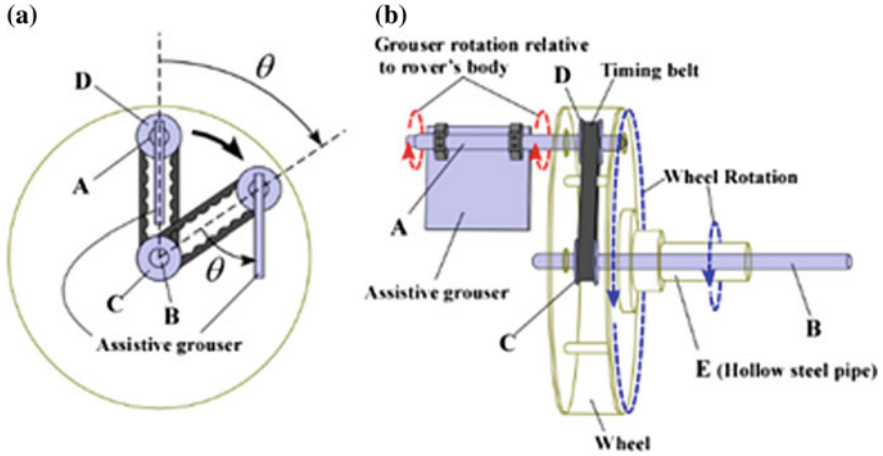 (a)
θ
D
A
θ
C
B
Assistive grouser
(b)
Grouser rotation relative
to rover's body
D
Timing belt
Wheel Rotation
A
Assistive grouser
C
B
E (Hollow steel pipe)
Wheel